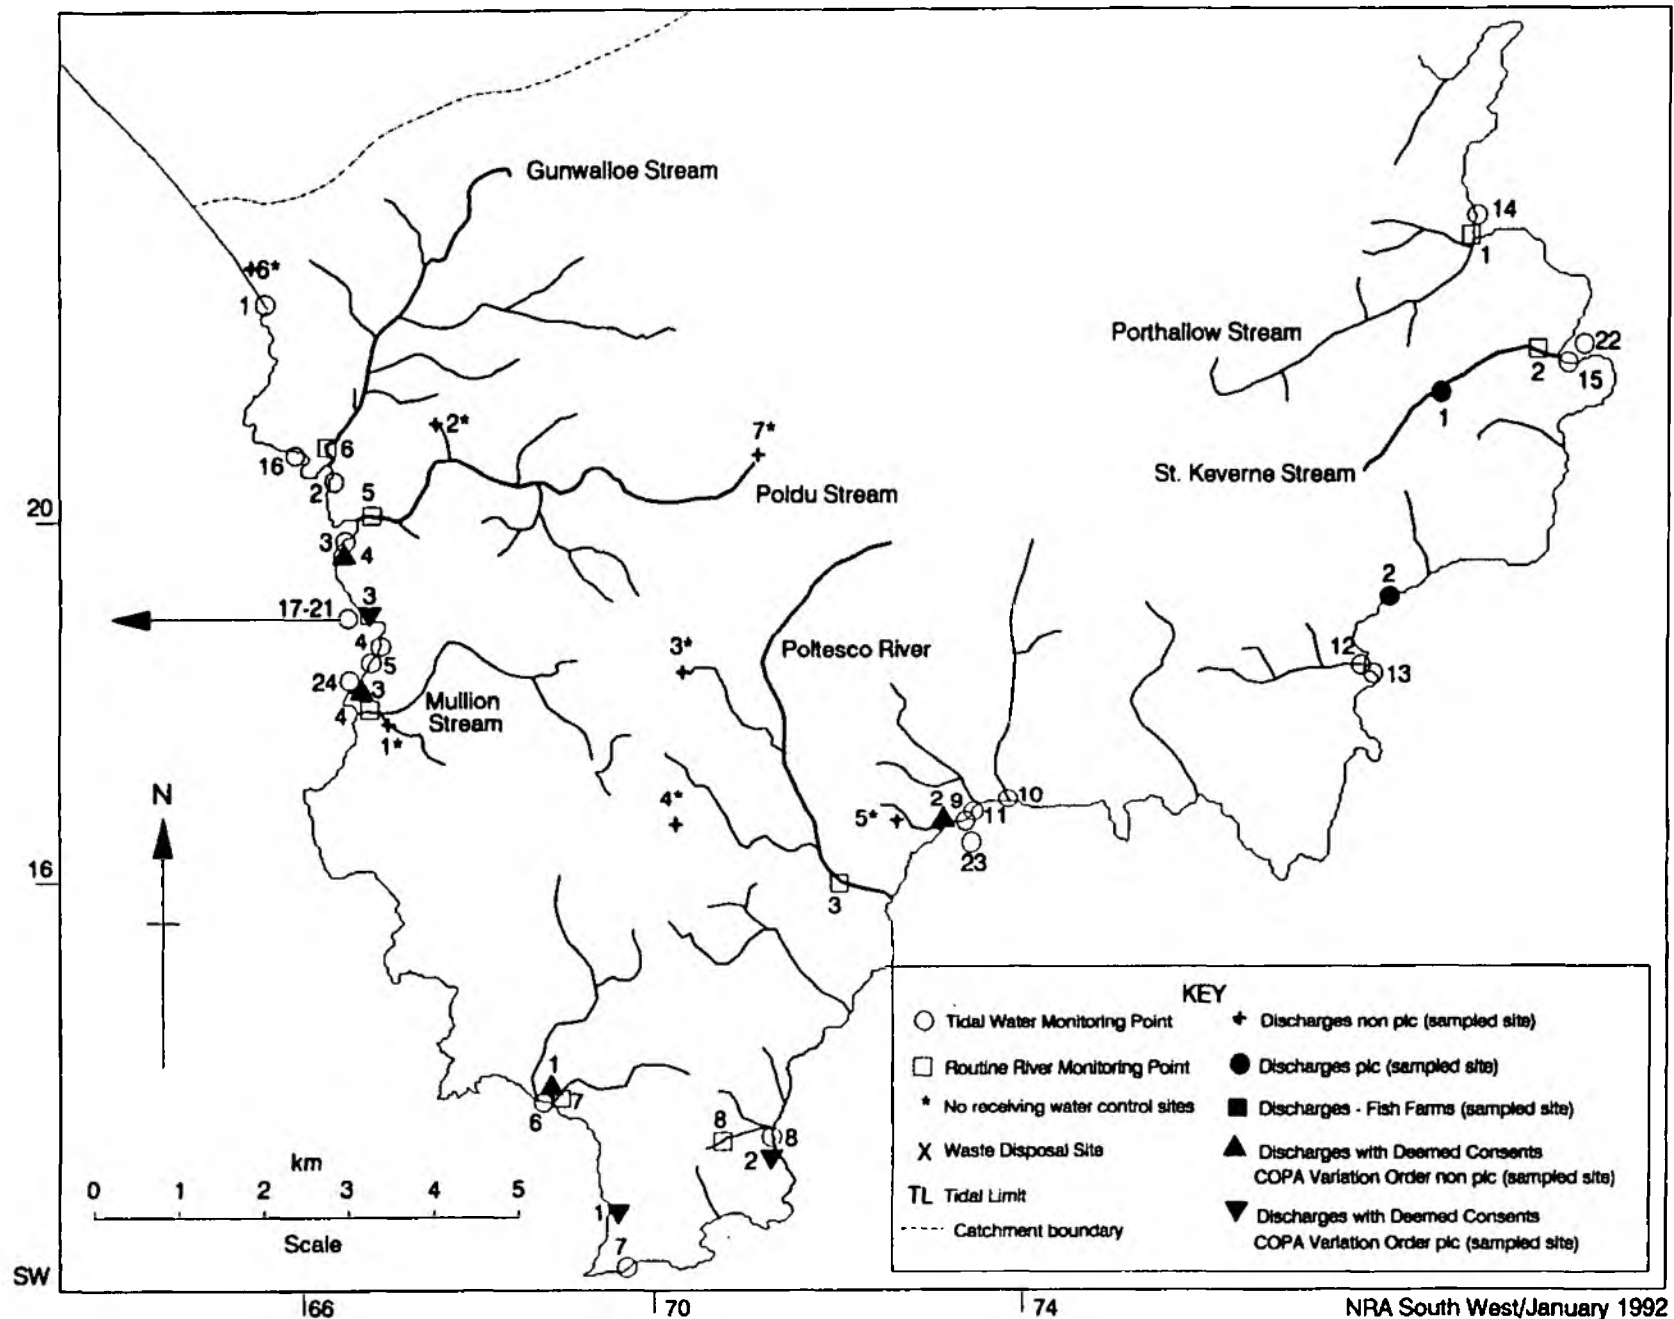 Gunwalloe Stream
14
6*
1
1
Porthallow Stream
22
2
15
1
2*
7*
6
16
2
5
Poldu Stream
St. Keverne Stream
20
3
4
2
3
17-21
4
5
3*
Poltesco River
12
13
24
3
Mullion
Stream
4
1*
N
4*
5*
2
9
10
11
23
16
3
KEY
Tidal Water Monitoring Point
Discharges non plc (sampled site)
Routine River Monitoring Point
Discharges plc (sampled site)
* No receiving water control sites
Discharges - Fish Farms (sampled site)
X Waste Disposal Site
Discharges with Deemed Consents
COPA Variation Order non plc (sampled site)
TL Tidal Limit
Catchment boundary
Discharges with Deemed Consents
COPA Variation Order plc (sampled site)
1
7
6
8
8
2
km
0 1 2 3 4 5
Scale
1
7
SW
66
70
74
NRA South West/January 1992